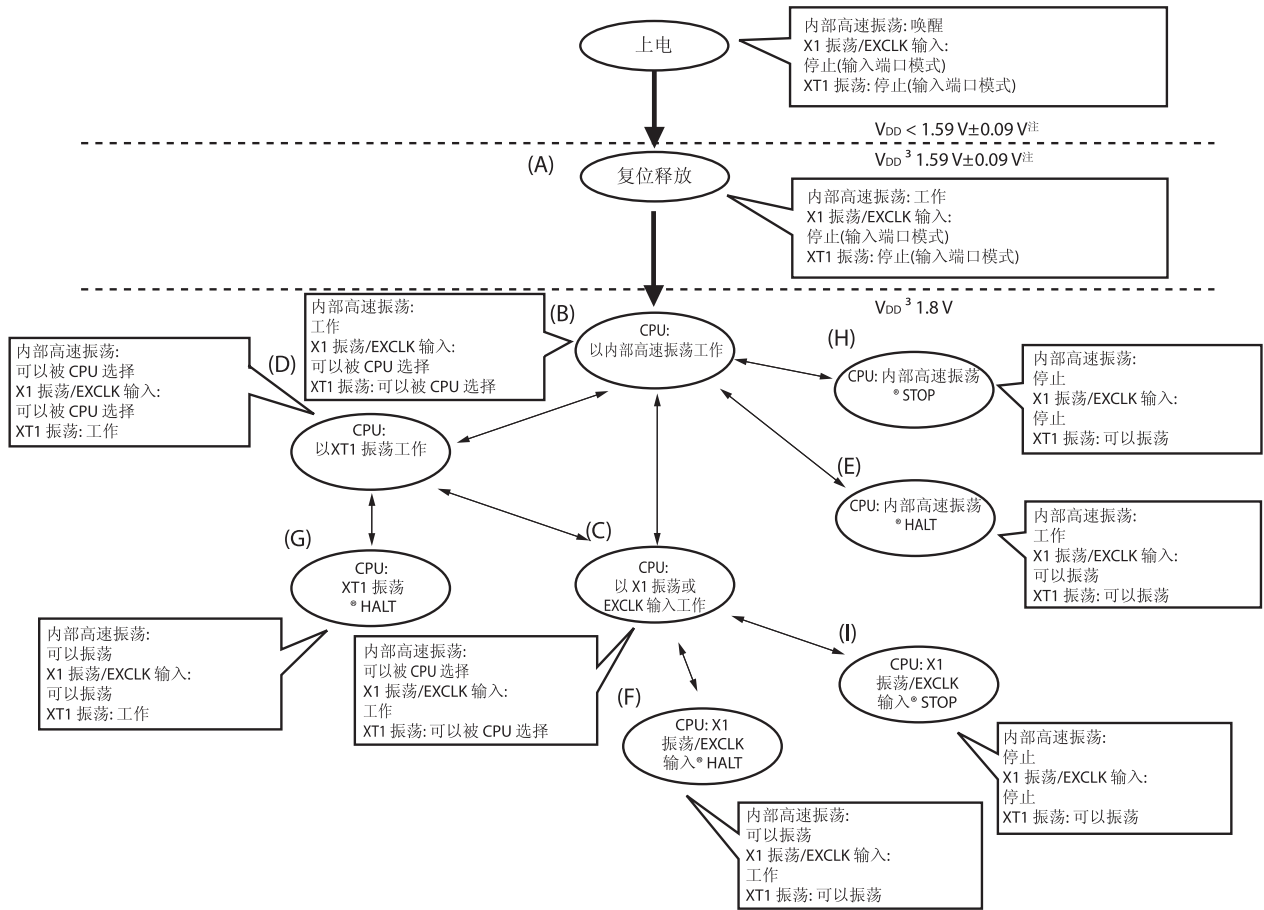 上电
内部高速振荡: 唤醒
X1 振荡/EXCLK 输入:
停止(输入端口模式)
XT1 振荡: 停止(输入端口模式)
VDD < 1.59 V±0.09 V注
(A)
VDD ³ 1.59 V±0.09 V注
复位释放
内部高速振荡: 工作
X1 振荡/EXCLK 输入:
停止(输入端口模式)
XT1 振荡: 停止(输入端口模式)
VDD ³ 1.8 V
内部高速振荡:
工作
X1 振荡/EXCLK 输入:
可以被 CPU 选择
XT1 振荡: 可以被 CPU 选择
(B)
CPU:
以内部高速振荡工作
(H)
CPU: 内部高速振荡
® STOP
内部高速振荡:
停止
X1 振荡/EXCLK 输入:
停止
XT1 振荡: 可以振荡
内部高速振荡:
可以被 CPU 选择
X1 振荡/EXCLK 输入:
可以被 CPU 选择
XT1 振荡: 工作
(D)
CPU:
以XT1 振荡工作
(E)
CPU: 内部高速振荡
® HALT
内部高速振荡:
工作
X1 振荡/EXCLK 输入:
可以振荡
XT1 振荡: 可以振荡
(G)
CPU:
XT1 振荡
® HALT
(C)
CPU:
以 X1 振荡或
EXCLK 输入工作
内部高速振荡:
可以振荡
X1 振荡/EXCLK 输入:
可以振荡
XT1 振荡: 工作
内部高速振荡:
可以被 CPU 选择
X1 振荡/EXCLK 输入:
工作
XT1 振荡: 可以被 CPU 选择
(I)
CPU: X1
振荡/EXCLK
输入® STOP
(F)
CPU: X1
振荡/EXCLK
输入® HALT
内部高速振荡:
停止
X1 振荡/EXCLK 输入:
停止
XT1 振荡: 可以振荡
内部高速振荡:
可以振荡
X1 振荡/EXCLK 输入:
工作
XT1 振荡: 可以振荡